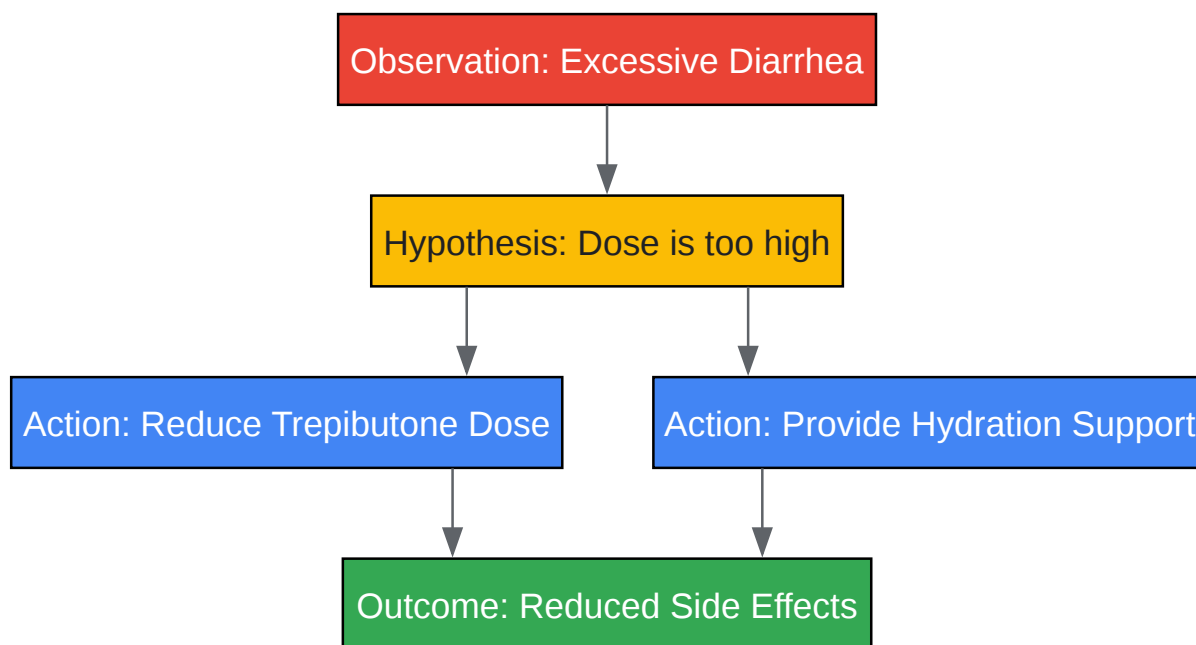 Observation: Excessive Diarrhea
Hypothesis: Dose is too high
Action: Reduce Trepibutone Dose
Action: Provide Hydration Support
Outcome: Reduced Side Effects